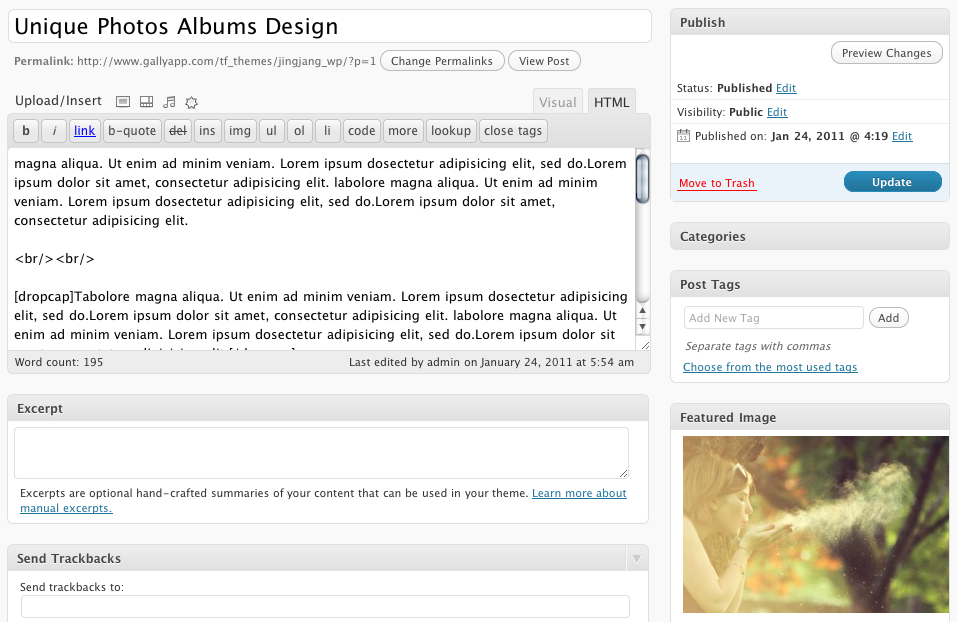 Unique Photos Albums Design
Permalink: http://www.gallyapp.com/tf_themes/jingjang_wp/?p=1 Change Permalinks View Post
Upload/Insert
Visual HTML
b i link b-quote del ins img ul ol li code more lookup close tags
magna aliqua. Ut enim ad minim veniam. Lorem ipsum dosectetur adipisicing elit, sed do.Lorem
ipsum dolor sit amet, consectetur adipisicing elit. labolore magna aliqua. Ut enim ad minim
veniam. Lorem ipsum dosectetur adipisicing elit, sed do.Lorem ipsum dolor sit amet,
consectetur adipisicing elit.
<br/><br/>
[dropcap]Tabolore magna aliqua. Ut enim ad minim veniam. Lorem ipsum dosectetur adipisicing
elit, sed do.Lorem ipsum dolor sit amet, consectetur adipisicing elit. labolore magna aliqua. Ut
enim ad minim veniam. Lorem ipsum dosectetur adipisicing elit, sed do.Lorem ipsum dolor sit
Word count: 195
Last edited by admin on January 24, 2011 at 5:54 am
Excerpt
Excerpts are optional hand-crafted summaries of your content that can be used in your theme. Learn more about
manual excerpts.
Send Trackbacks
Send trackbacks to:
Publish
Preview Changes
Status: Published Edit
Visibility: Public Edit
Published on: Jan 24, 2011 @ 4:19 Edit
Move to Trash
Update
Categories
Post Tags
Add New Tag Add
Separate tags with commas
Choose from the most used tags
Featured Image